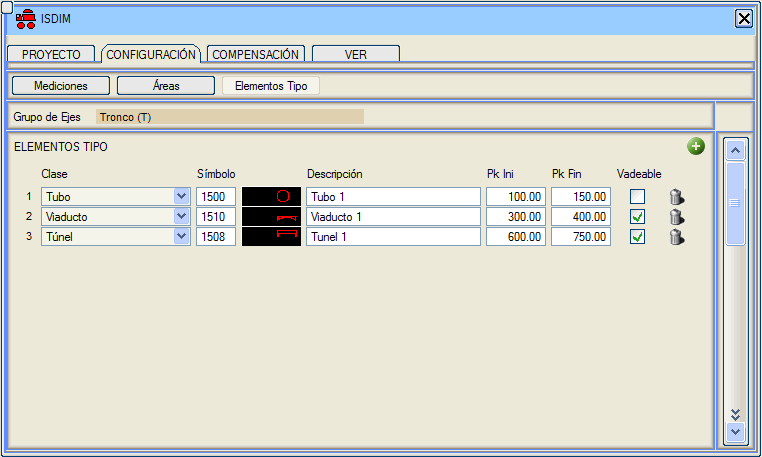 ISDIM
PROYECTO CONFIGURACIÓN COMPENSACIÓN VER
Mediciones Áreas Elementos Tipo
Grupo de Ejes Tronco (T)
ELEMENTOS TIPO
Clase Símbolo Descripción Pk Ini Pk Fin Vadeable
1 Tubo 1500 Tubo 1 100.00 150.00
2 Viaducto 1510 Viaducto 1 300.00 400.00
3 Túnel 1508 Tunel 1 600.00 750.00